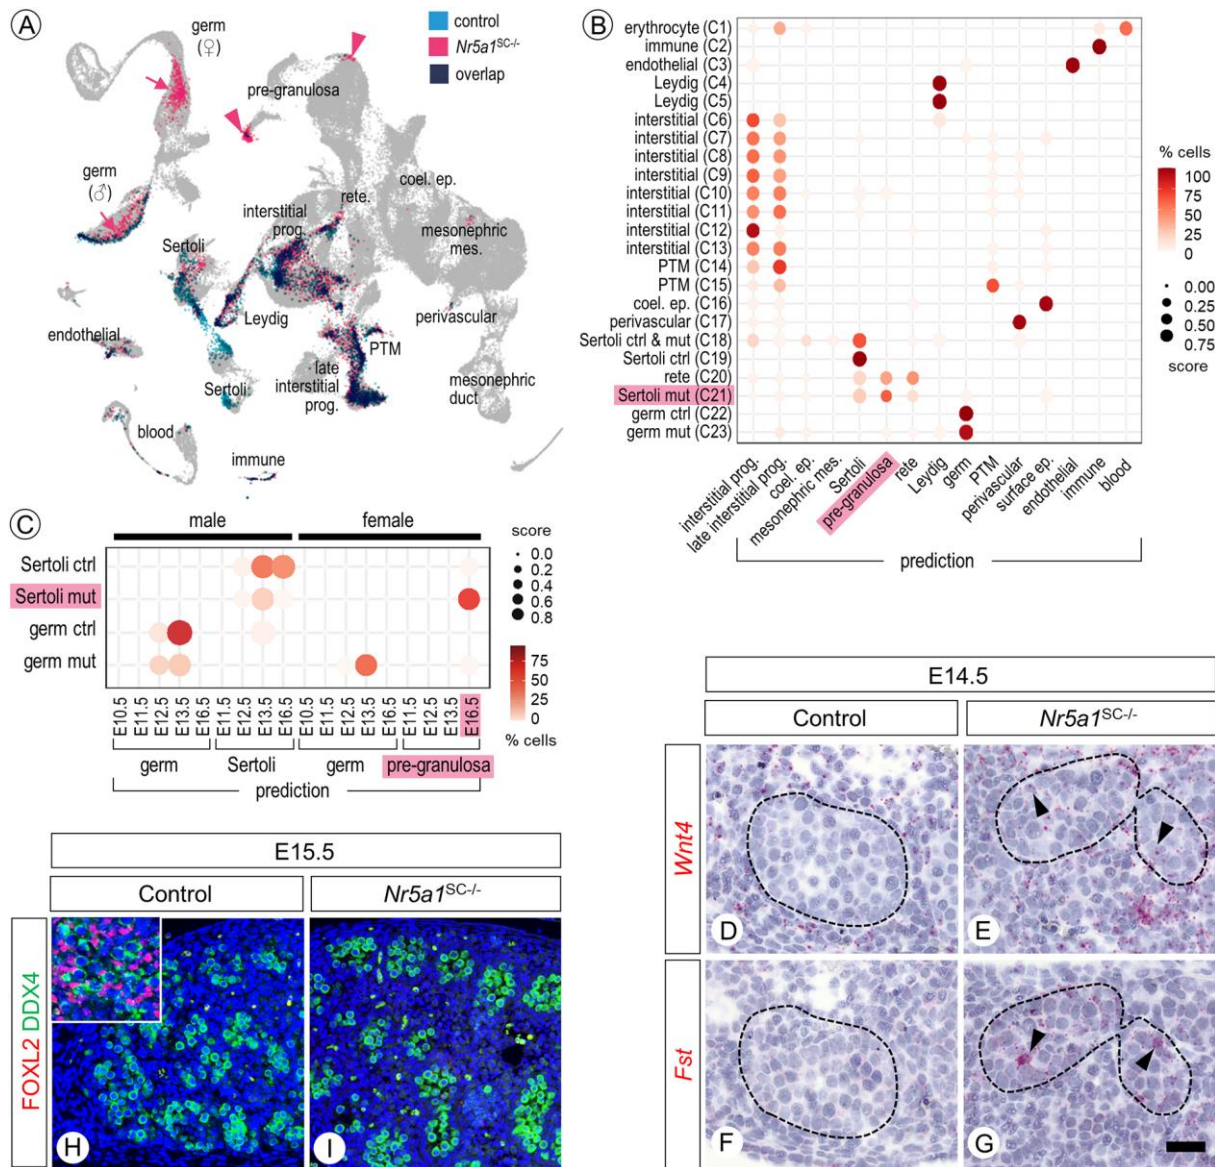 A
germ
(♀)
control
Nr5a1SC-/-
overlap
pre-granulosa
germ
(♂)
coel. ep.
rete.
interstitial
prog.
Sertoli
mesonephric
mes.
Leydig
perivascular
endothelial
PTM
late
interstitial
prog.
Sertoli
mesonephric
duct
blood
immune
B
erythrocyte (C1)
immune (C2)
endothelial (C3)
Leydig (C4)
Leydig (C5)
interstitial (C6)
interstitial (C7)
interstitial (C8)
interstitial (C9)
interstitial (C10)
interstitial (C11)
interstitial (C12)
interstitial (C13)
PTM (C14)
PTM (C15)
coel. ep. (C16)
perivascular (C17)
Sertoli ctrl & mut (C18)
Sertoli ctrl (C19)
rete (C20)
Sertoli mut (C21)
germ ctrl (C22)
germ mut (C23)
% cells
100
75
50
25
0
0.00
0.25
0.50
0.75
score
interstitial prog.
late interstitial prog.
coel. ep.
mesonephric mes.
Sertoli
pre-granulosa
rete
Leydig
germ
PTM
perivascular
surface ep.
endothelial
immune
blood
prediction
C
male
female
score
0.0
0.2
0.4
0.6
0.8
Sertoli ctrl
Sertoli mut
germ ctrl
germ mut
75
50
25
0
% cells
E10.5
E11.5
E12.5
E13.5
E16.5
E11.5
E12.5
E13.5
E16.5
E10.5
E11.5
E12.5
E13.5
E16.5
E11.5
E12.5
E13.5
E16.5
germ
Sertoli
germ
pre-granulosa
prediction
E14.5
Control
Nr5a1SC-/-
Wnt4
D
E
Fst
F
G
E15.5
Control
Nr5a1SC-/-
FOXL2 DDX4
H
I